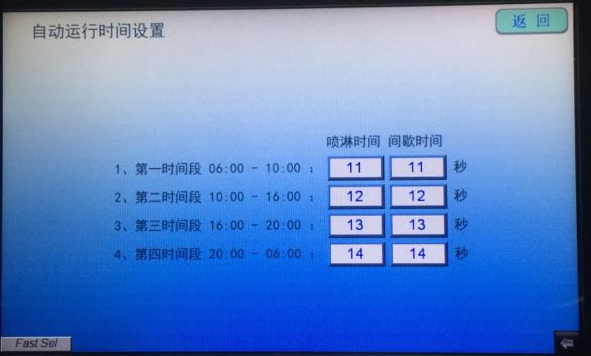 自动运行时间设置
返 回
喷淋时间 间歇时间
1、第一时间段 06:00 - 10:00 : 11 11 秒
2、第二时间段 10:00 - 16:00 : 12 12 秒
3、第三时间段 16:00 - 20:00 : 13 13 秒
4、第四时间段 20:00 - 06:00 : 14 14 秒
Fast Sel